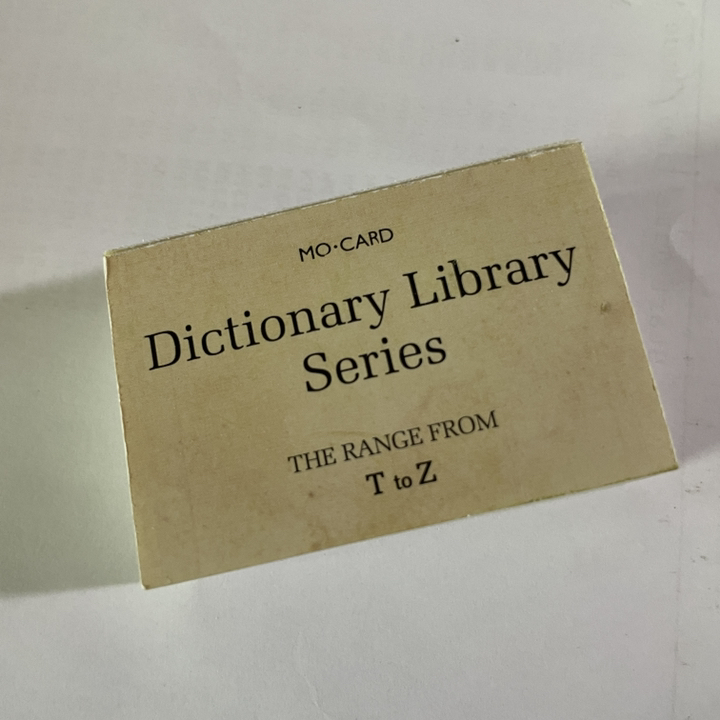 MO·CARD
Dictionary Library
Series
THE RANGE FROM
T to Z